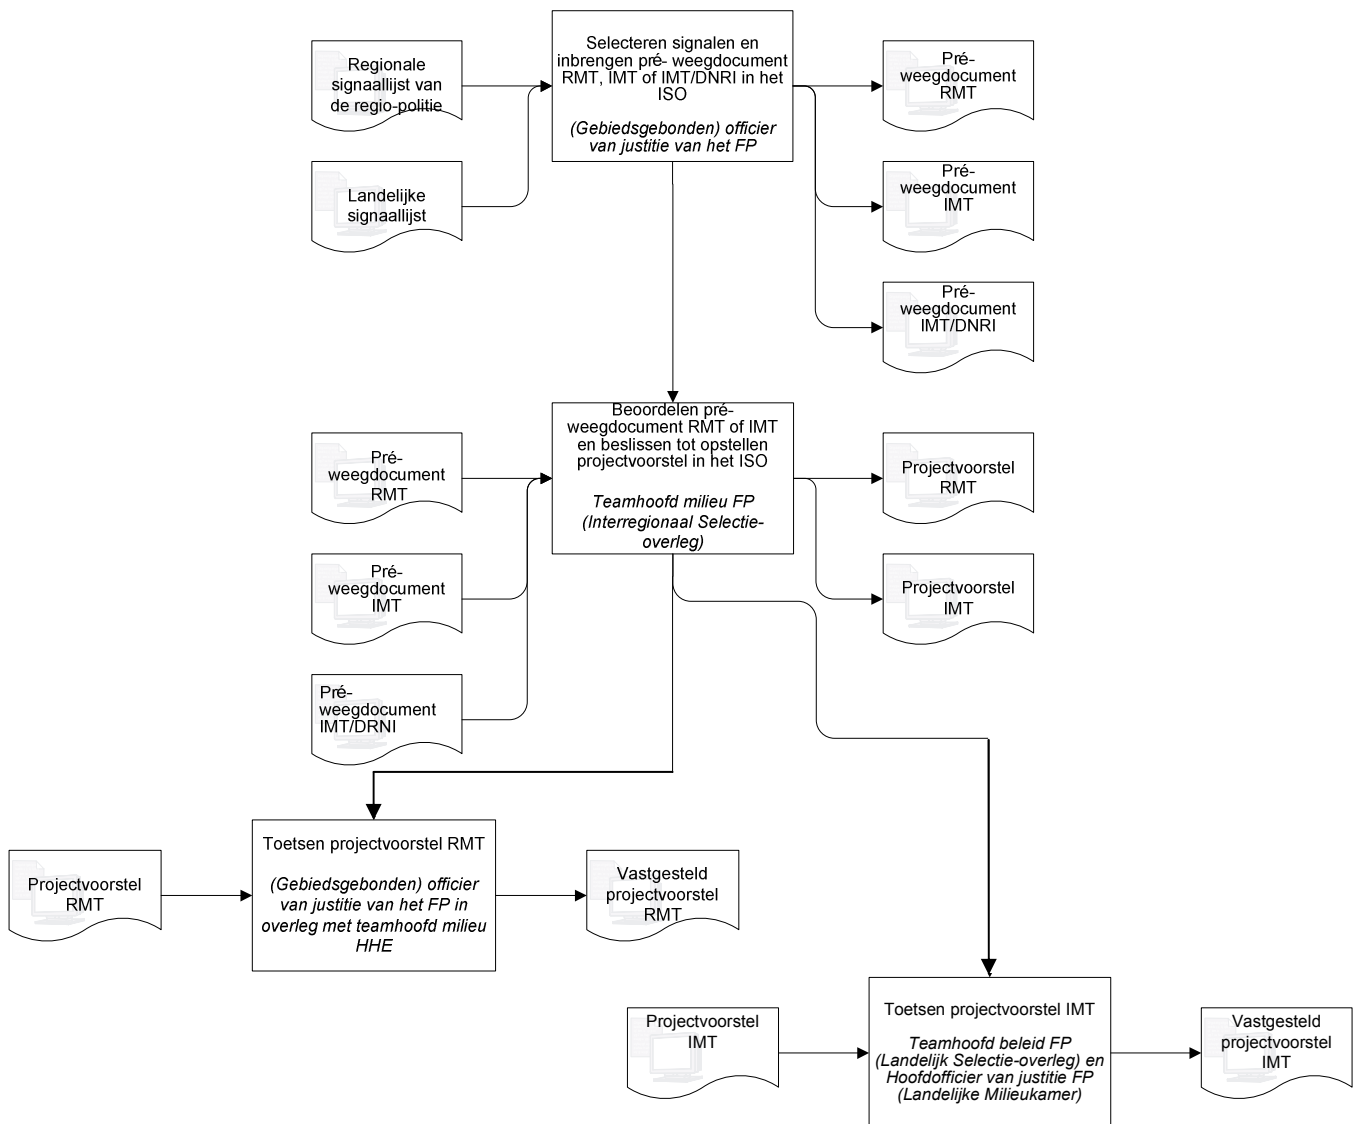 Regionale
signaallijst van
de regio-politie
Landelijke
signaallijst
Selecteren signalen en
inbrengen pré- weegdocument
RMT, IMT of IMT/DNRI in het
ISO
(Gebiedsgebonden) officier
van justitie van het FP
Pré-
weegdocument
RMT
Pré-
weegdocument
IMT
Pré-
weegdocument
IMT/DNRI
Pré-
weegdocument
RMT
Pré-
weegdocument
IMT
Pré-
weegdocument
IMT/DRNI
Beoordelen pré-
weegdocument RMT of IMT
en beslissen tot opstellen
projectvoorstel in het ISO
Teamhoofd milieu FP
(Interregionaal Selectie-
overleg)
Projectvoorstel
RMT
Projectvoorstel
IMT
Projectvoorstel
RMT
Toetsen projectvoorstel RMT
(Gebiedsgebonden) officier
van justitie van het FP in
overleg met teamhoofd milieu
HHE
Vastgesteld
projectvoorstel
RMT
Projectvoorstel
IMT
Toetsen projectvoorstel IMT
Teamhoofd beleid FP
(Landelijk Selectie-overleg) en
Hoofdofficier van justitie FP
(Landelijke Milieukamer)
Vastgesteld
projectvoorstel
IMT